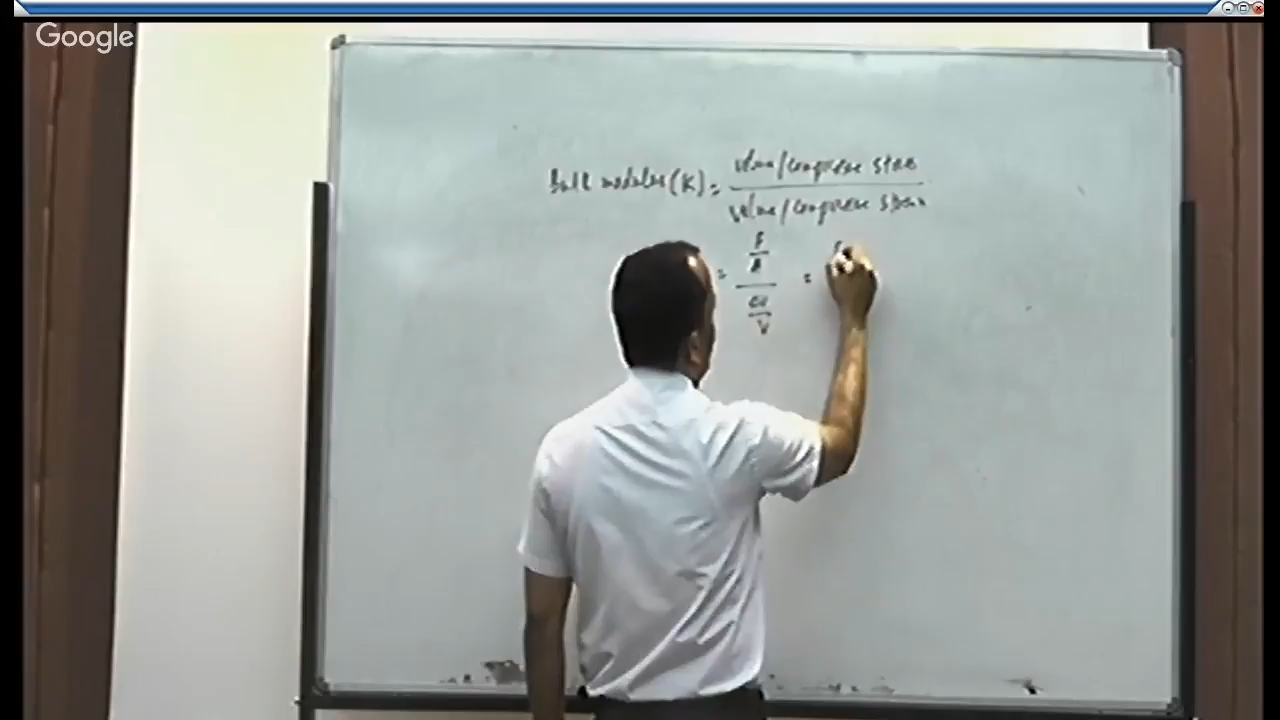 Google
Bulk modulus (K) = volume/compressive stress
volume/compressive strain
= F
A
ΔV
V
=